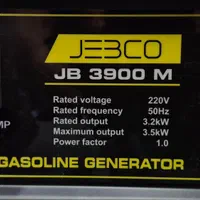 JEBCO
JB 3900 M
Rated voltage 220V
Rated frequency 50Hz
Rated output 3.2kW
MP
Maximum output 3.5kW
Power factor 1.0
GASOLINE GENERATOR